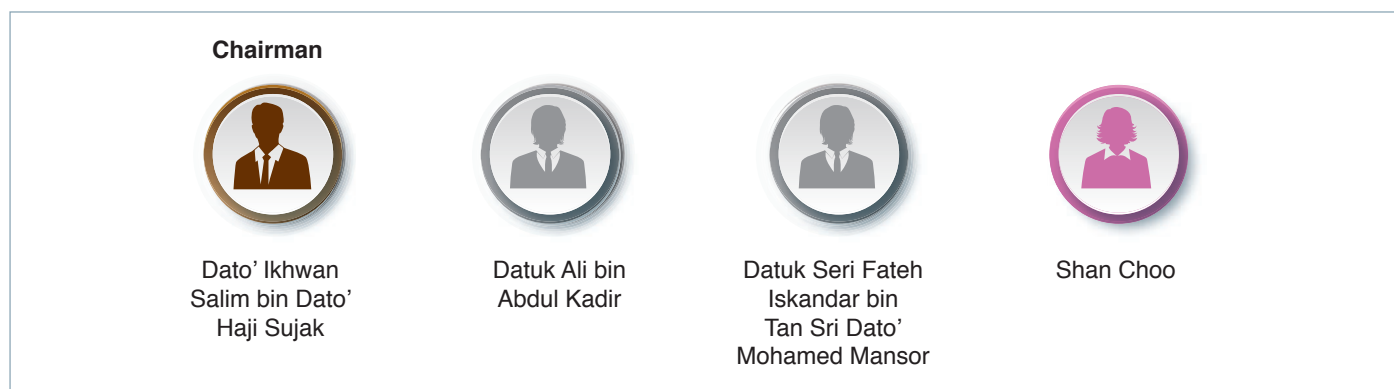 Chairman
Dato’ Ikhwan
Salim bin Dato’
Haji Sujak
Datuk Ali bin
Abdul Kadir
Datuk Seri Fateh
Iskandar bin
Tan Sri Dato’
Mohamed Mansor
Shan Choo